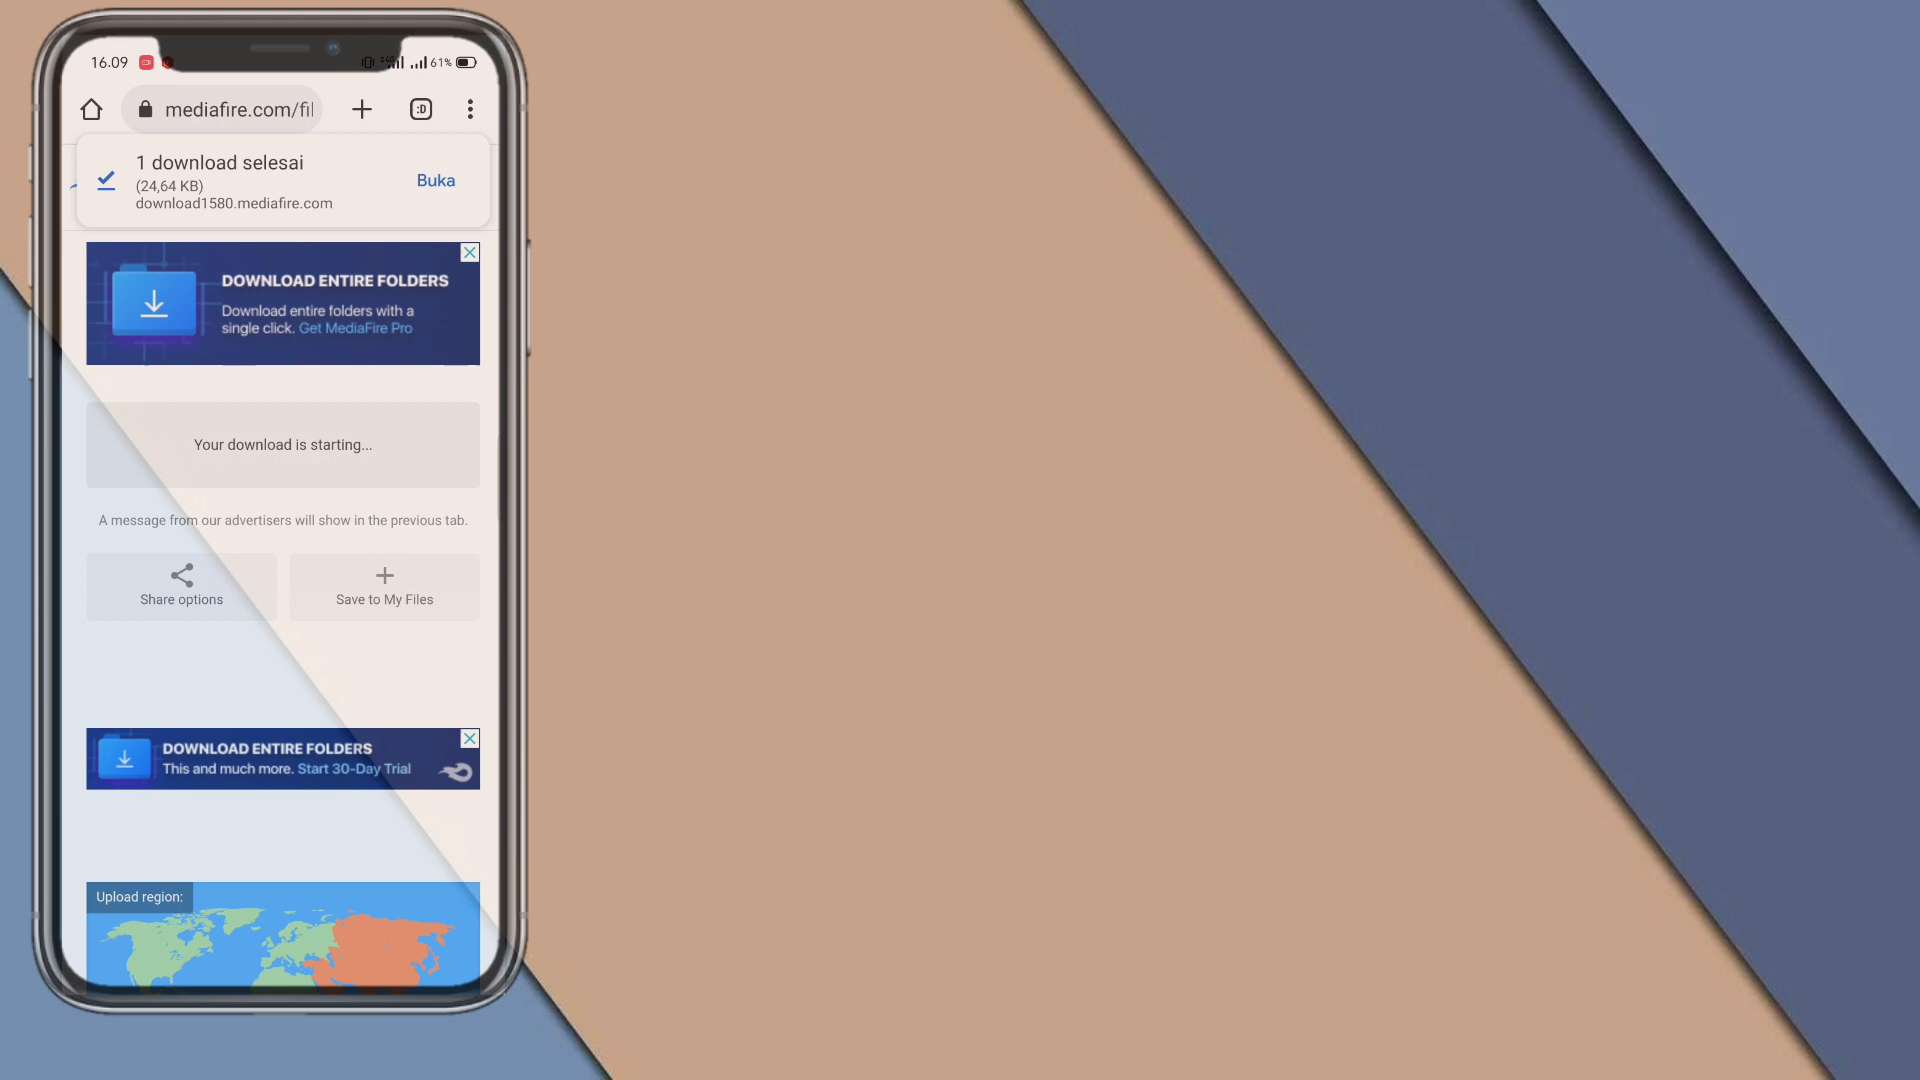 16.09
61%
mediafire.com/fil
:D
1 download selesai
(24,64 KB)
download1580.mediafire.com
Buka
DOWNLOAD ENTIRE FOLDERS
Download entire folders with a
single click. Get MediaFire Pro
Your download is starting...
A message from our advertisers will show in the previous tab.
Share options
Save to My Files
DOWNLOAD ENTIRE FOLDERS
This and much more. Start 30-Day Trial
Upload region: